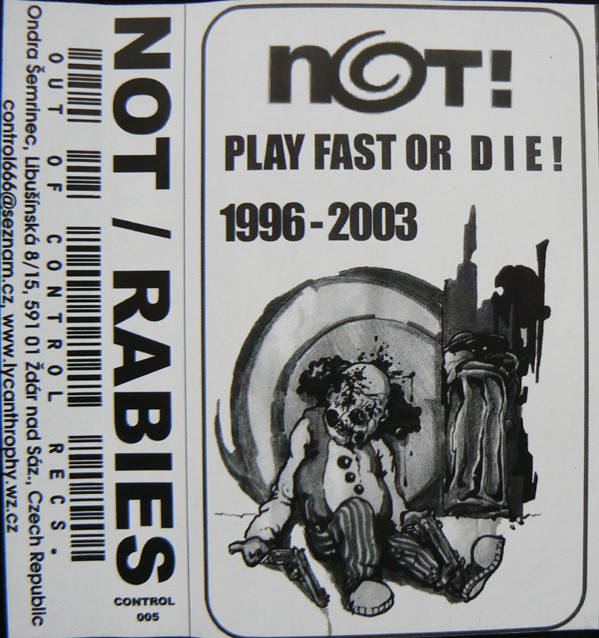 nOT!
PLAY FAST OR DIE!
1996-2003
NOT / RABIES
CONTROL
005
OUT OF CONTROL RECS.
Ondra Šemrinec, Libušínská 8/15, 591 01 Ždár nad Sáz., Czech Republic
control666@seznam.cz, www.lycanthrophy.wz.cz